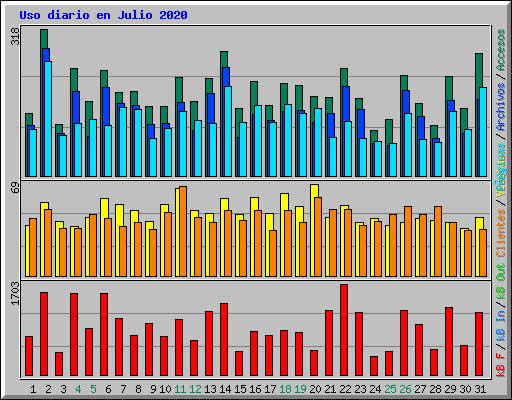 Uso diario en Julio 2020
318
69
1703
Accesos / Archivos / Páginas
Visitas / Clientes
kB Out / kB In / kB F
1 2 3 4 5 6 7 8 9 10 11 12 13 14 15 16 17 18 19 20 21 22 23 24 25 26 27 28 29 30 31